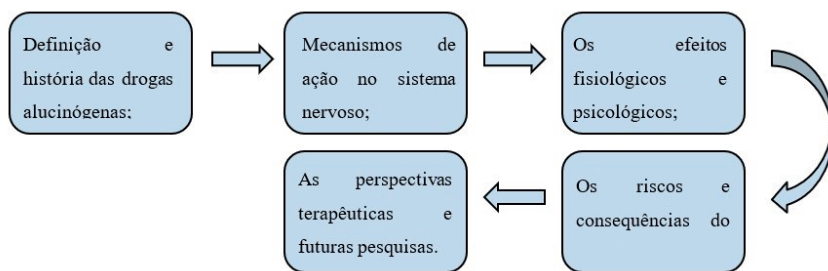 Definição e
história das drogas
alucinógenas;
Mecanismos de
ação no sistema
nervoso;
Os efeitos
fisiológicos e
psicológicos;
Os riscos e
consequências do
As perspectivas
terapêuticas e
futuras pesquisas.